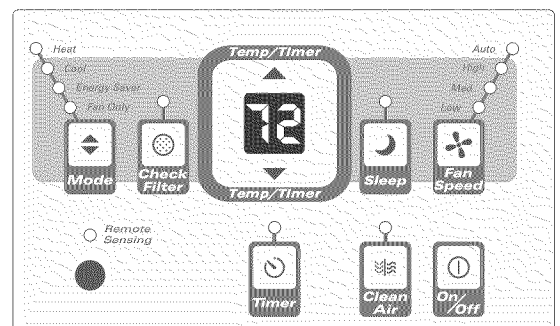 Heat
Cool
Energy Saver
Fan Only
Mode
Check
Filter
Temp/Timer
72
Temp/Timer
Auto
High
Med
Low
Sleep
Fan
Speed
Remote
Sensing
Timer
Clean
Air
On/Off